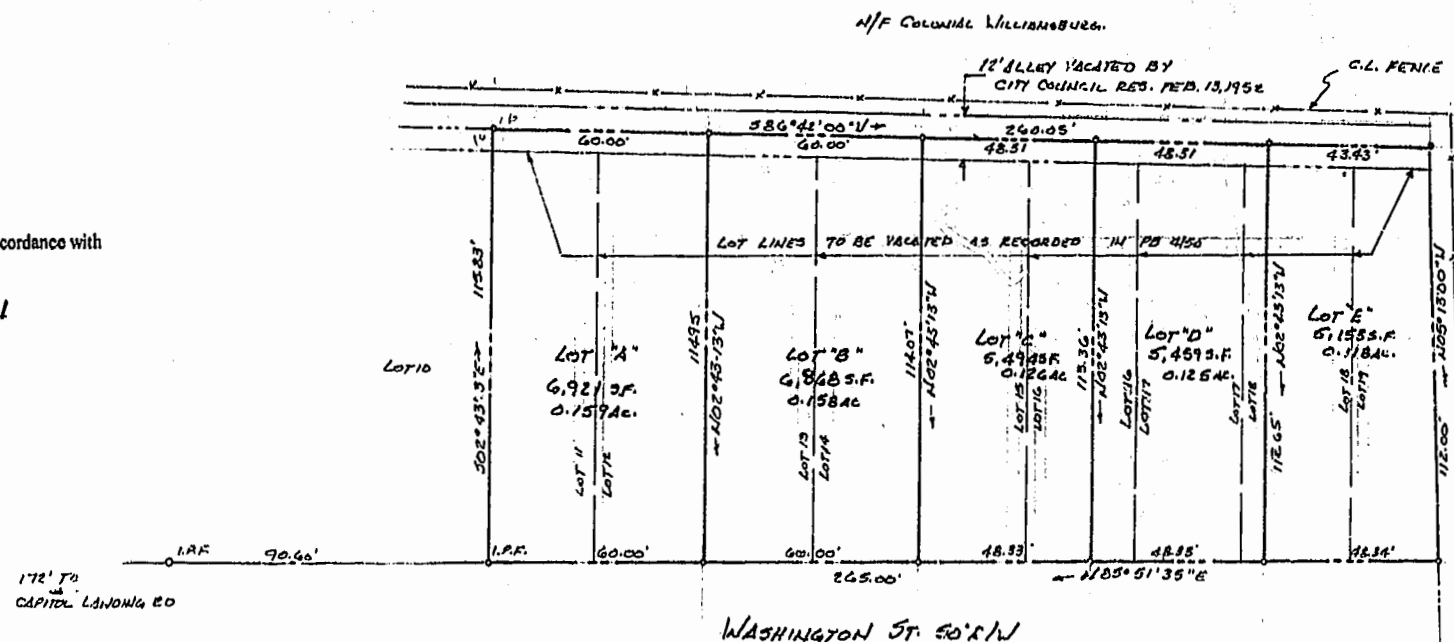 N/F COLONIAL WILLIAMSBURG.
12' ALLEY VACATED BY
CITY COUNCIL RES. FEB. 13, 1952
C.L. FENCE
I.P.
S86°42'00"W
260.05'
60.00'
60.00'
48.51
48.51
43.43'
cordance with
LOT LINES TO BE VACATED AS RECORDED IN PB 4/56
LOT 10
S02°43'13"E
115.83'
LOT "A"
6,921 S.F.
0.159 AC.
LOT 11
LOT 12
114.95
N02°43'13"W
LOT "B"
6,868 S.F.
0.158 AC
LOT 13
LOT 14
114.07'
N02°43'13"W
LOT "C"
5,494 S.F.
0.126 AC
LOT 15
LOT 16
113.36'
N02°43'13"W
LOT "D"
5,459 S.F.
0.125 AC.
LOT 16
LOT 17
LOT 17
LOT 18
112.65'
N02°43'13"W
LOT "E"
5,155 S.F.
0.118 AC.
LOT 18
LOT 19
N05°13'00"W
112.00'
I.P.F.
90.60'
I.P.F.
60.00'
60.00'
48.33'
48.33'
48.34'
265.00'
N85°51'35"E
172' TO
CAPITOL LANDING RD
WASHINGTON ST. 50' R/W